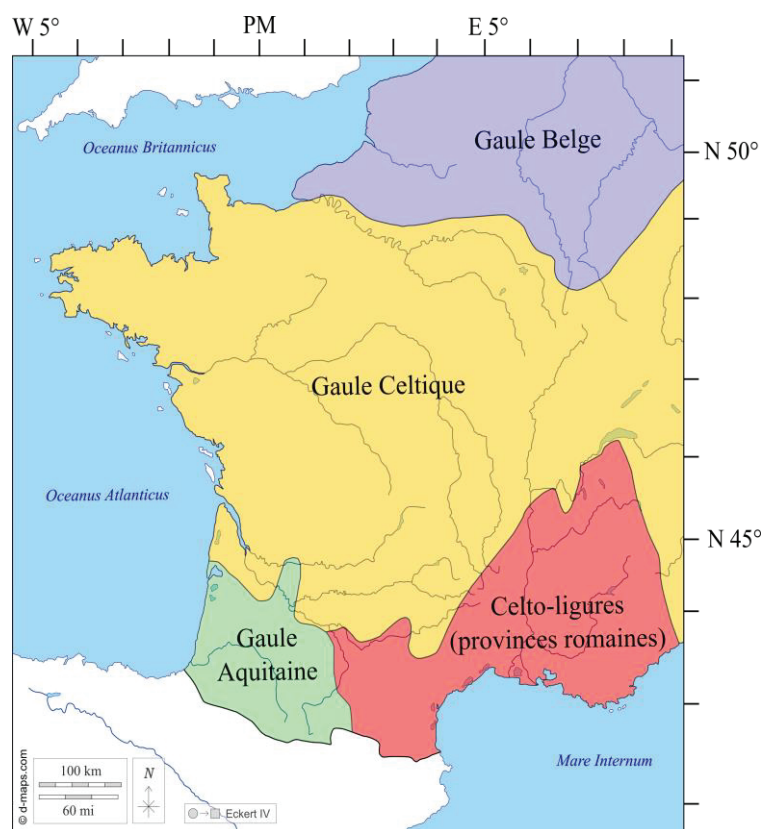 W 5° PM E 5°
Gaule Belge
Oceanus Britannicus
N 50°
Gaule Celtique
Oceanus Atlanticus
N 45°
Celto-ligures
(provinces romaines)
Gaule
Aquitaine
Mare Internum
100 km
60 mi
N
Eckert IV
© d-maps.com